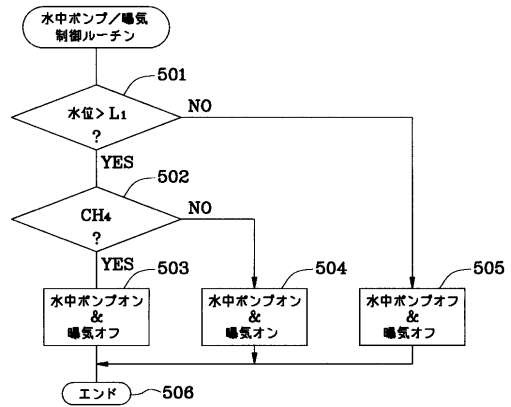 水中ポンプ/曝気
制御ルーチン
501
水位>L1
?
NO
YES
502
CH4
?
NO
YES
503
水中ポンプオン
&
曝気オフ
504
水中ポンプオン
&
曝気オン
505
水中ポンプオフ
&
曝気オフ
エンド
506